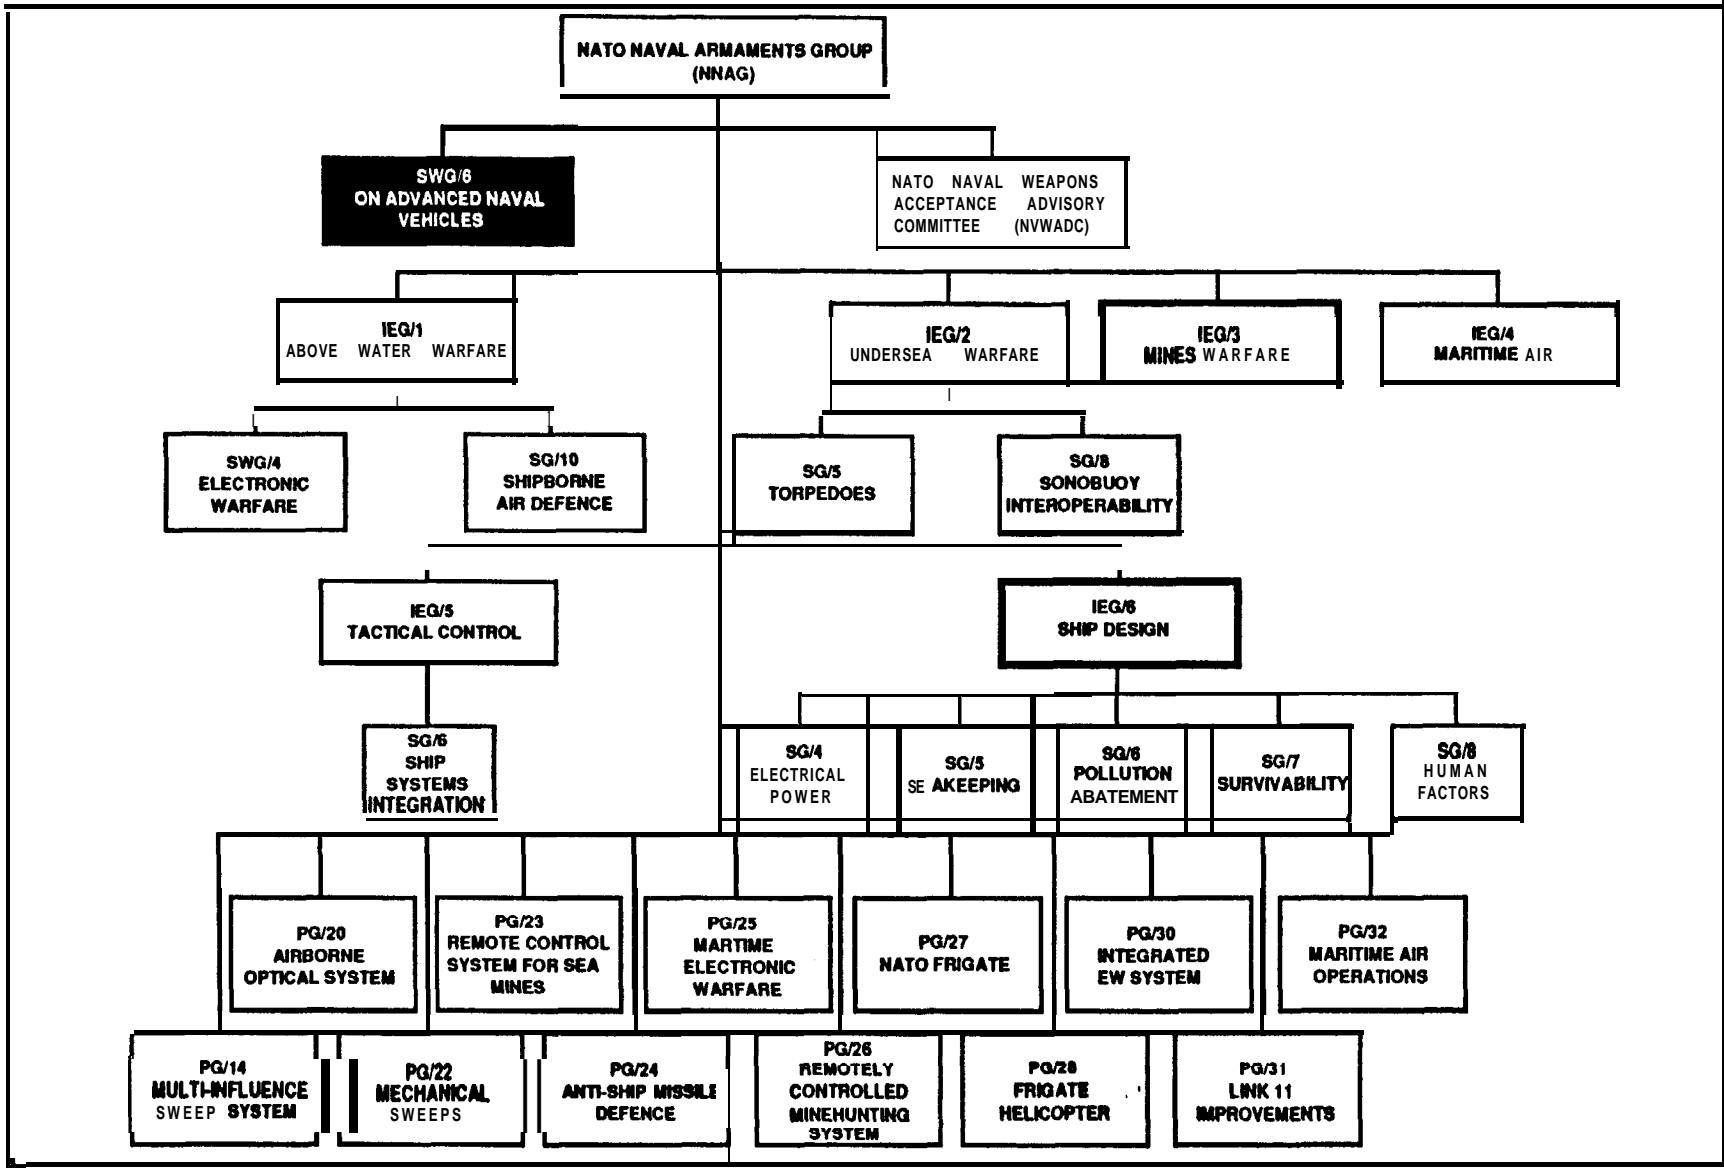 NATO NAVAL ARMAMENTS GROUP
(NNAG)
SWG/6
ON ADVANCED NAVAL
VEHICLES
NATO NAVAL WEAPONS
ACCEPTANCE ADVISORY
COMMITTEE (NVWADC)
IEG/1
ABOVE WATER WARFARE
IEG/2
UNDERSEA WARFARE
IEG/3
MINES WARFARE
IEG/4
MARITIME AIR
SWG/4
ELECTRONIC
WARFARE
SG/10
SHIPBORNE
AIR DEFENCE
SG/5
TORPEDOES
SG/8
SONOBUOY
INTEROPERABILITY
IEG/5
TACTICAL CONTROL
IEG/6
SHIP DESIGN
SG/6
SHIP
SYSTEMS
INTEGRATION
SG/4
ELECTRICAL
POWER
SG/5
SE AKEEPING
SG/6
POLLUTION
ABATEMENT
SG/7
SURVIVABILITY
SG/8
HUMAN
FACTORS
PG/20
AIRBORNE
OPTICAL SYSTEM
PG/23
REMOTE CONTROL
SYSTEM FOR SEA
MINES
PG/25
MARTIME
ELECTRONIC
WARFARE
PG/27
NATO FRIGATE
PG/30
INTEGRATED
EW SYSTEM
PG/32
MARITIME AIR
OPERATIONS
PG/14
MULTI-INFLUENCE
SWEEP SYSTEM
PG/22
MECHANICAL
SWEEPS
PG/24
ANTI-SHIP MISSILE
DEFENCE
PG/26
REMOTELY
CONTROLLED
MINEHUNTING
SYSTEM
PG/28
FRIGATE
HELICOPTER
PG/31
LINK 11
IMPROVEMENTS